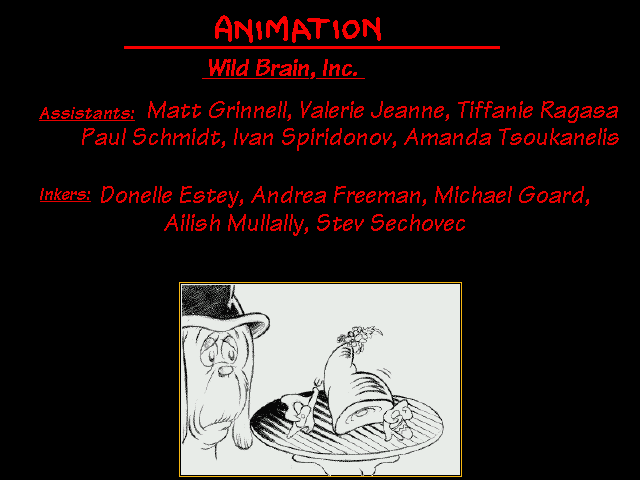 ANIMATION
Wild Brain, Inc.
Assistants: Matt Grinnell, Valerie Jeanne, Tiffanie Ragasa
Paul Schmidt, Ivan Spiridonov, Amanda Tsoukanelis
Inkers: Donelle Estey, Andrea Freeman, Michael Goard,
Ailish Mullally, Stev Sechovec